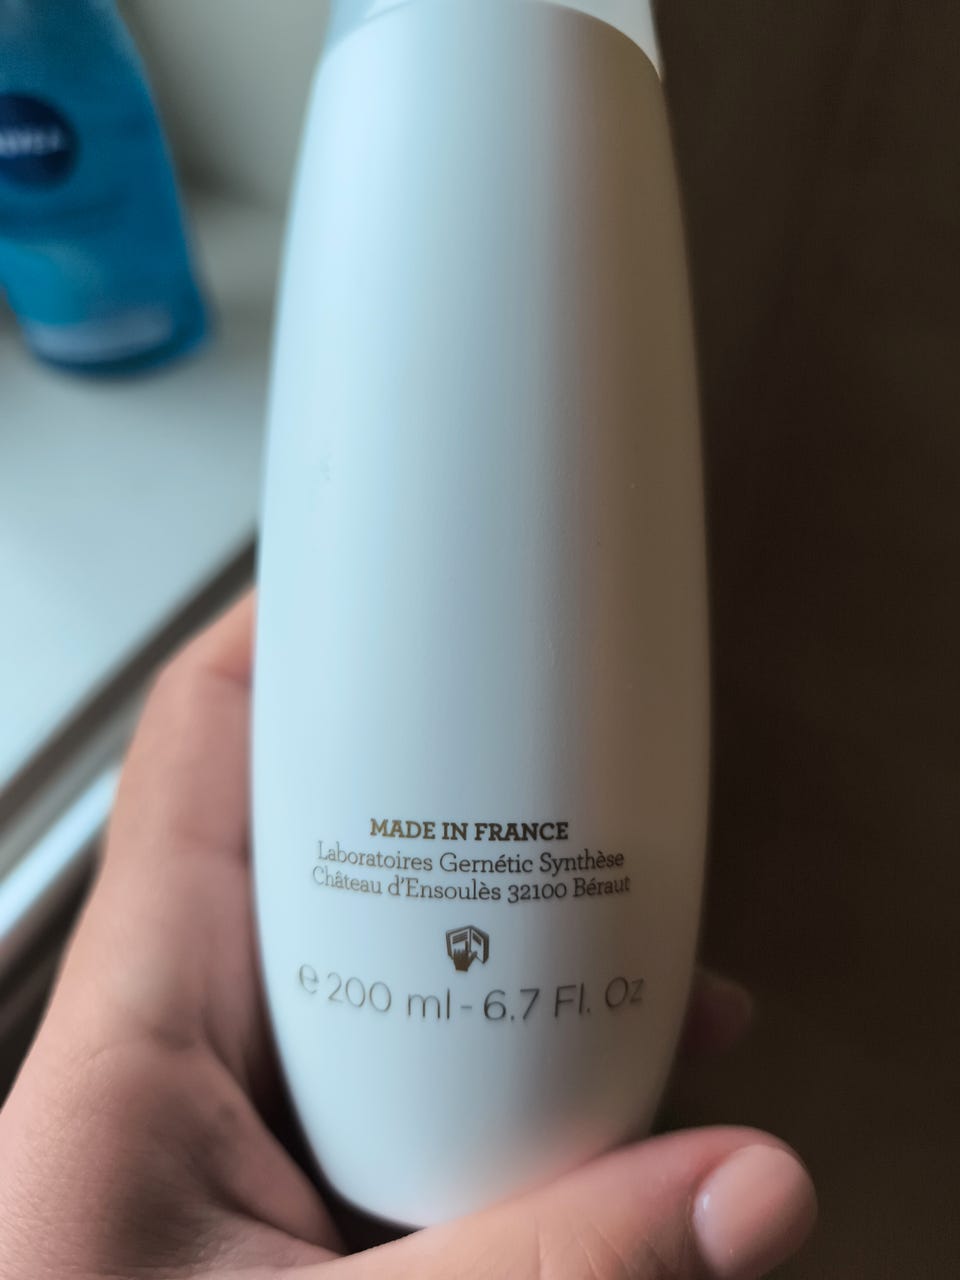 MADE IN FRANCE
Laboratoires Gernétic Synthèse
Château d'Ensoulès 32100 Béraut
e 200 ml - 6.7 Fl. Oz